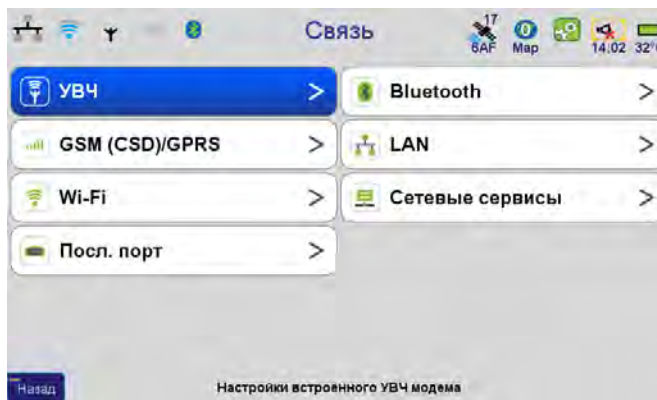 Связь
17
6AF
Мар
14.02
УВЧ
Bluetooth
GSM (CSD)/GPRS
LAN
Wi-Fi
Сетевые сервисы
Посл. порт
Назад
Настройки встроенного УВЧ модема